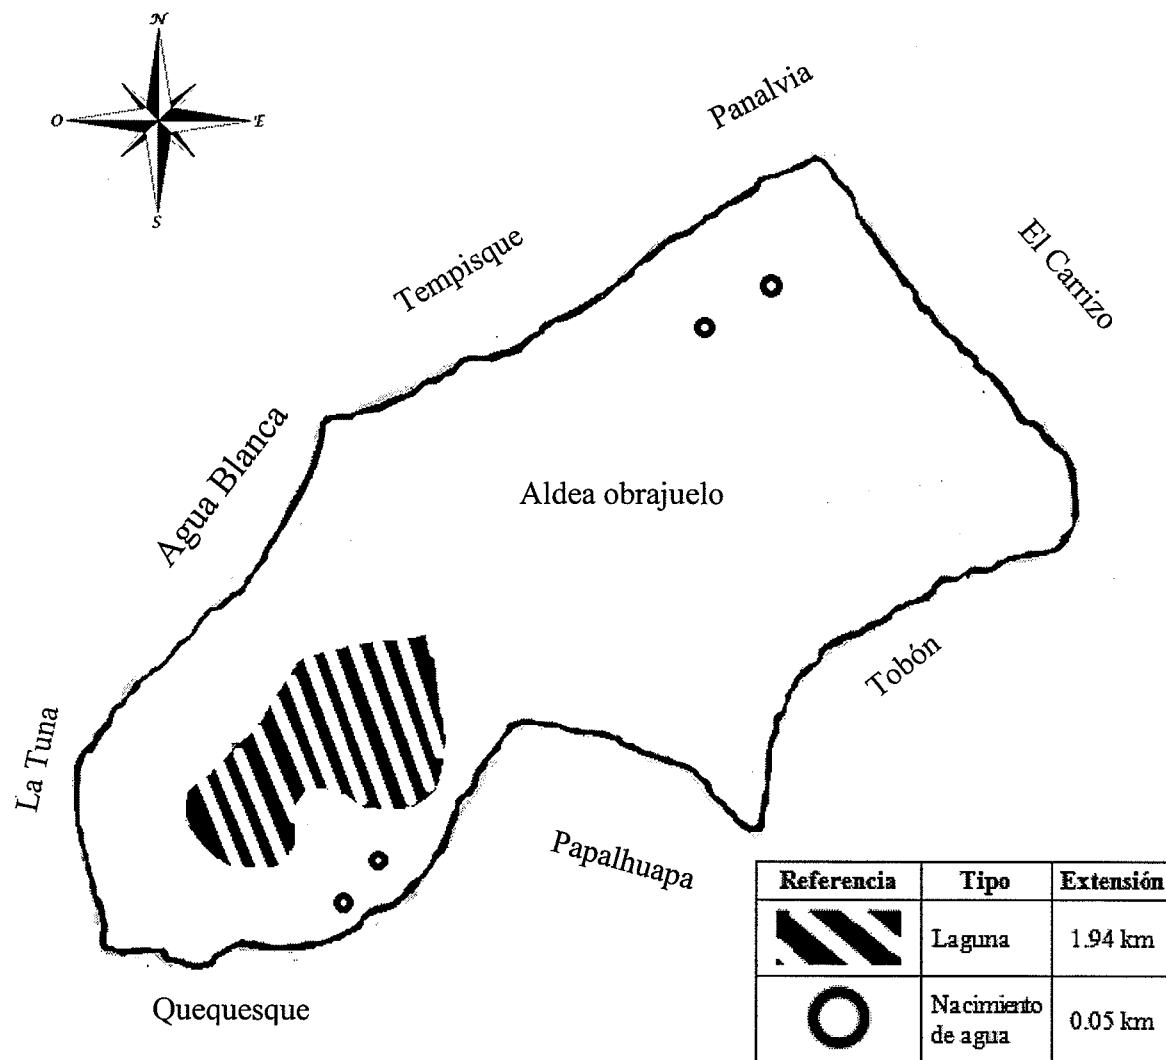 N
O
E
S
Panalvia
El Carrizo
Tempisque
Agua Blanca
Aldea obrajuelo
Tobón
La Tuna
Papalhuapa
Quequesque
Referencia Tipo Extensión
Laguna 1.94 km
Nacimiento
de agua 0.05 km